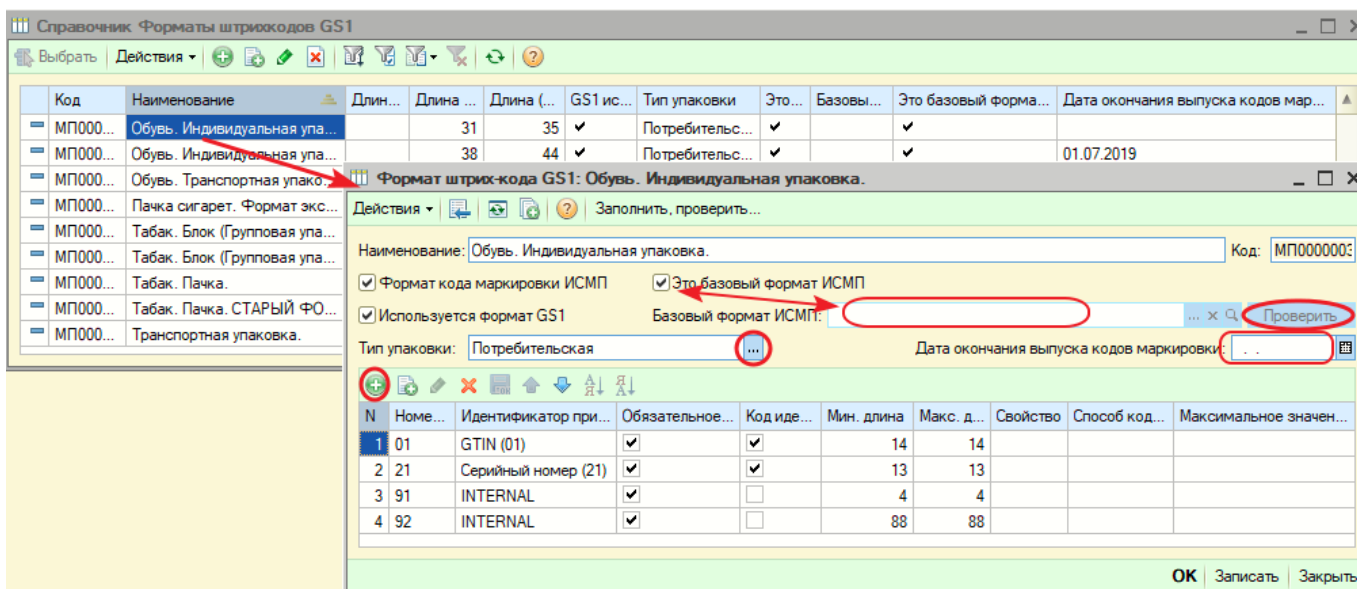 Справочник Форматы штрихкодов GS1
Выбрать Действия
Код Наименование Длин... Длина ... Длина (... GS1 ис... Тип упаковки Это... Базовы... Это базовый форма... Дата окончания выпуска кодов мар...
МП000... Обувь. Индивидуальная упа... 31 35 Потребительс...
МП000... Обувь. Индивидуальная упа... 38 44 Потребительс... 01.07.2019
МП000... Обувь. Транспортная упако...
МП000... Пачка сигарет. Формат экс...
МП000... Табак. Блок (Групповая упа...
МП000... Табак. Блок (Групповая упа...
МП000... Табак. Пачка.
МП000... Табак. Пачка. СТАРЫЙ ФО...
МП000... Транспортная упаковка.
Формат штрих-кода GS1: Обувь. Индивидуальная упаковка.
Действия Заполнить, проверить...
Наименование: Обувь. Индивидуальная упаковка. Код: МП0000003
Формат кода маркировки ИСМП Это базовый формат ИСМП
Используется формат GS1 Базовый формат ИСМП: ... x Проверить
Тип упаковки: Потребительская ... Дата окончания выпуска кодов маркировки: . .
N Номе... Идентификатор при... Обязательное... Код иде... Мин. длина Макс. д... Свойство Способ код... Максимальное значен...
1 01 GTIN (01) 14 14
2 21 Серийный номер (21) 13 13
3 91 INTERNAL 4 4
4 92 INTERNAL 88 88
OK Записать Закрыть